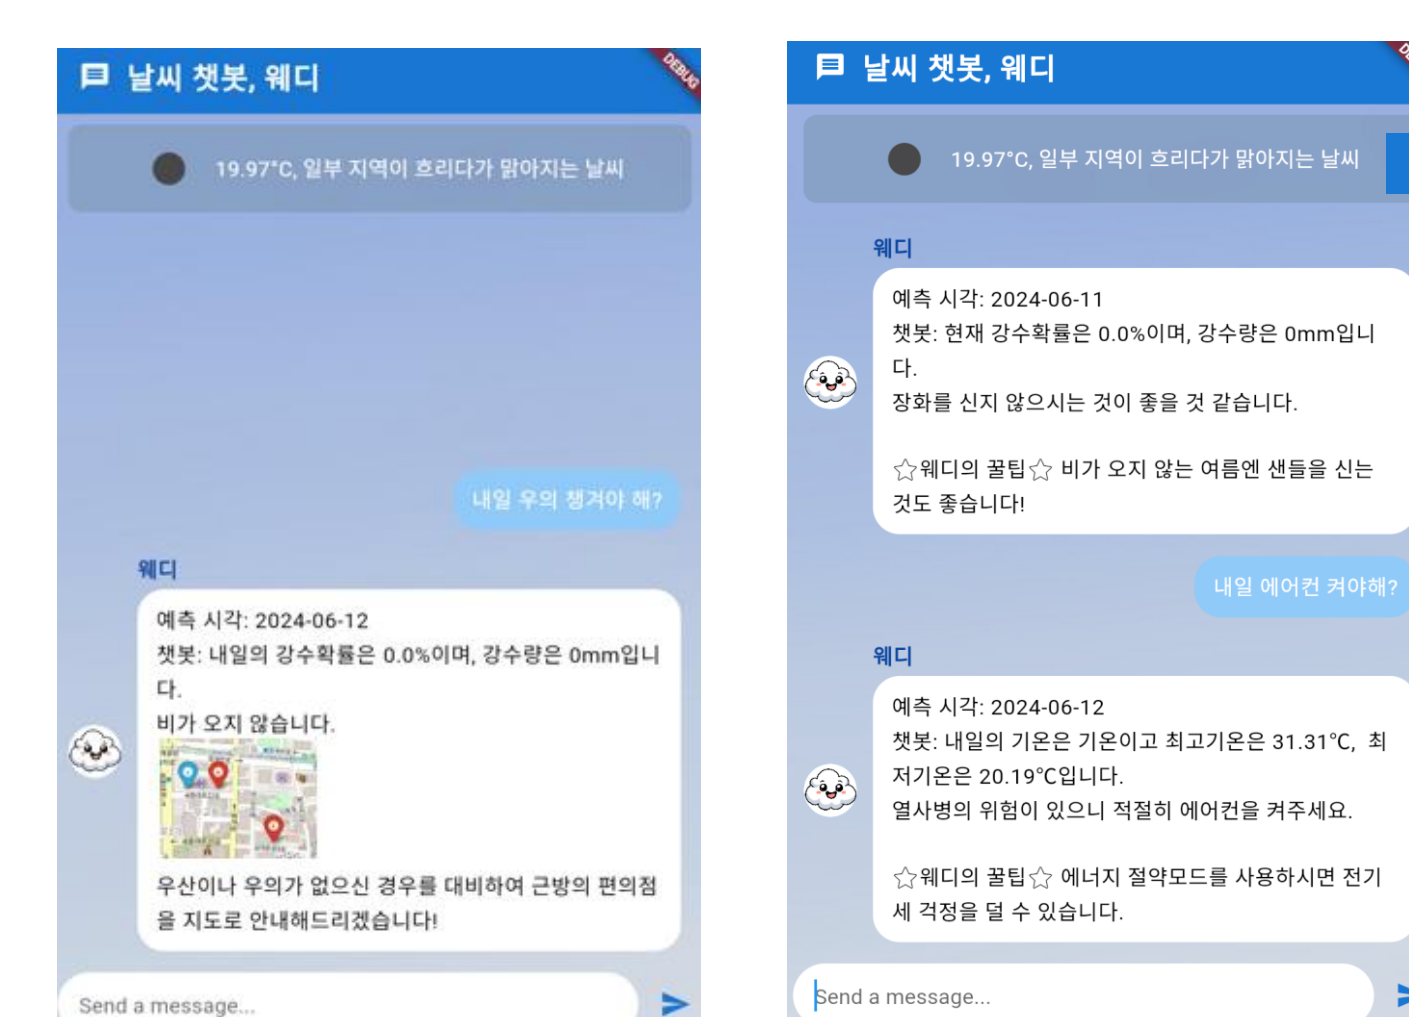 날씨 챗봇, 웨디
DEBUG
19.97°C, 일부 지역이 흐리다가 맑아지는 날씨
내일 우의 챙겨야 해?
웨디
예측 시각: 2024-06-12
챗봇: 내일의 강수확률은 0.0%이며, 강수량은 0mm입니
다.
비가 오지 않습니다.
우산이나 우의가 없으신 경우를 대비하여 근방의 편의점
을 지도로 안내해드리겠습니다!
Send a message...
날씨 챗봇, 웨디
19.97°C, 일부 지역이 흐리다가 맑아지는 날씨
웨디
예측 시각: 2024-06-11
챗봇: 현재 강수확률은 0.0%이며, 강수량은 0mm입니
다.
장화를 신지 않으시는 것이 좋을 것 같습니다.
☆웨디의 꿀팁☆ 비가 오지 않는 여름엔 샌들을 신는
것도 좋습니다!
내일 에어컨 켜야해?
웨디
예측 시각: 2024-06-12
챗봇: 내일의 기온은 기온이고 최고기온은 31.31℃, 최
저기온은 20.19℃입니다.
열사병의 위험이 있으니 적절히 에어컨을 켜주세요.
☆웨디의 꿀팁☆ 에너지 절약모드를 사용하시면 전기
세 걱정을 덜 수 있습니다.
Send a message...